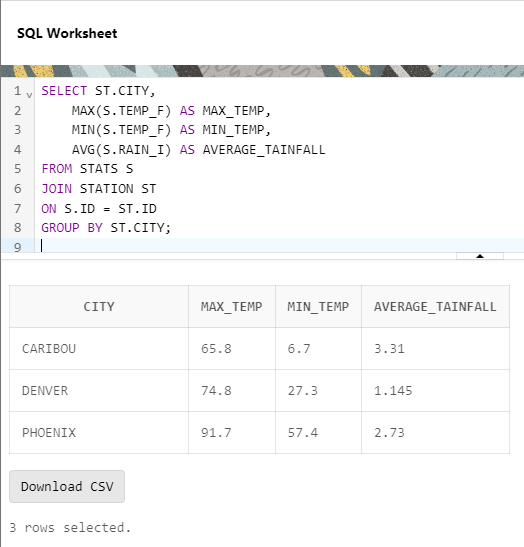 SQL Worksheet
1 SELECT ST.CITY,
2 MAX(S.TEMP_F) AS MAX_TEMP,
3 MIN(S.TEMP_F) AS MIN_TEMP,
4 AVG(S.RAIN_I) AS AVERAGE_TAINFALL
5 FROM STATS S
6 JOIN STATION ST
7 ON S.ID = ST.ID
8 GROUP BY ST.CITY;
9
CITY MAX_TEMP MIN_TEMP AVERAGE_TAINFALL
CARIBOU 65.8 6.7 3.31
DENVER 74.8 27.3 1.145
PHOENIX 91.7 57.4 2.73
Download CSV
3 rows selected.